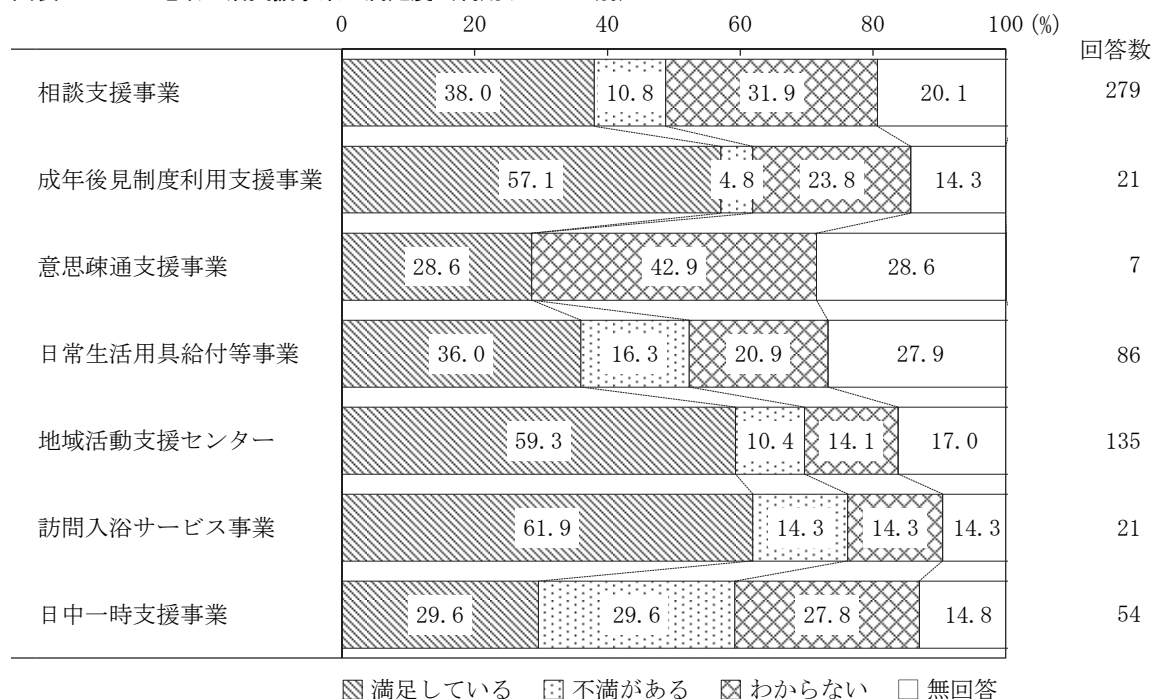 0 20 40 60 80 100 (%)
回答数
相談支援事業 38.0 10.8 31.9 20.1 279
成年後見制度利用支援事業 57.1 4.8 23.8 14.3 21
意思疎通支援事業 28.6 42.9 28.6 7
日常生活用具給付等事業 36.0 16.3 20.9 27.9 86
地域活動支援センター 59.3 10.4 14.1 17.0 135
訪問入浴サービス事業 61.9 14.3 14.3 14.3 21
日中一時支援事業 29.6 29.6 27.8 14.8 54
満足している 不満がある わからない 無回答